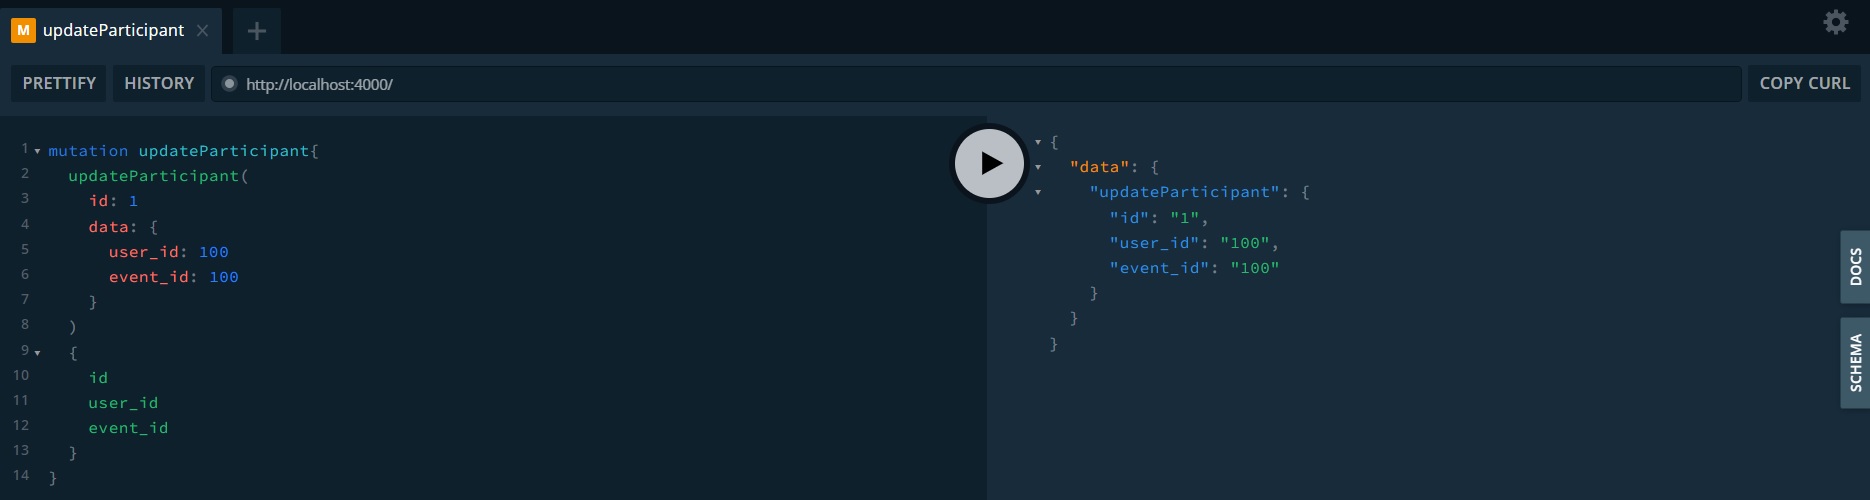 M updateParticipant
PRETTIFY HISTORY http://localhost:4000/ COPY CURL
1 mutation updateParticipant{
2 updateParticipant(
3 id: 1
4 data: {
5 user_id: 100
6 event_id: 100
7 }
8 )
9 {
10 id
11 user_id
12 event_id
13 }
14 }
{
"data": {
"updateParticipant": {
"id": "1",
"user_id": "100",
"event_id": "100"
}
}
}
DOCS
SCHEMA